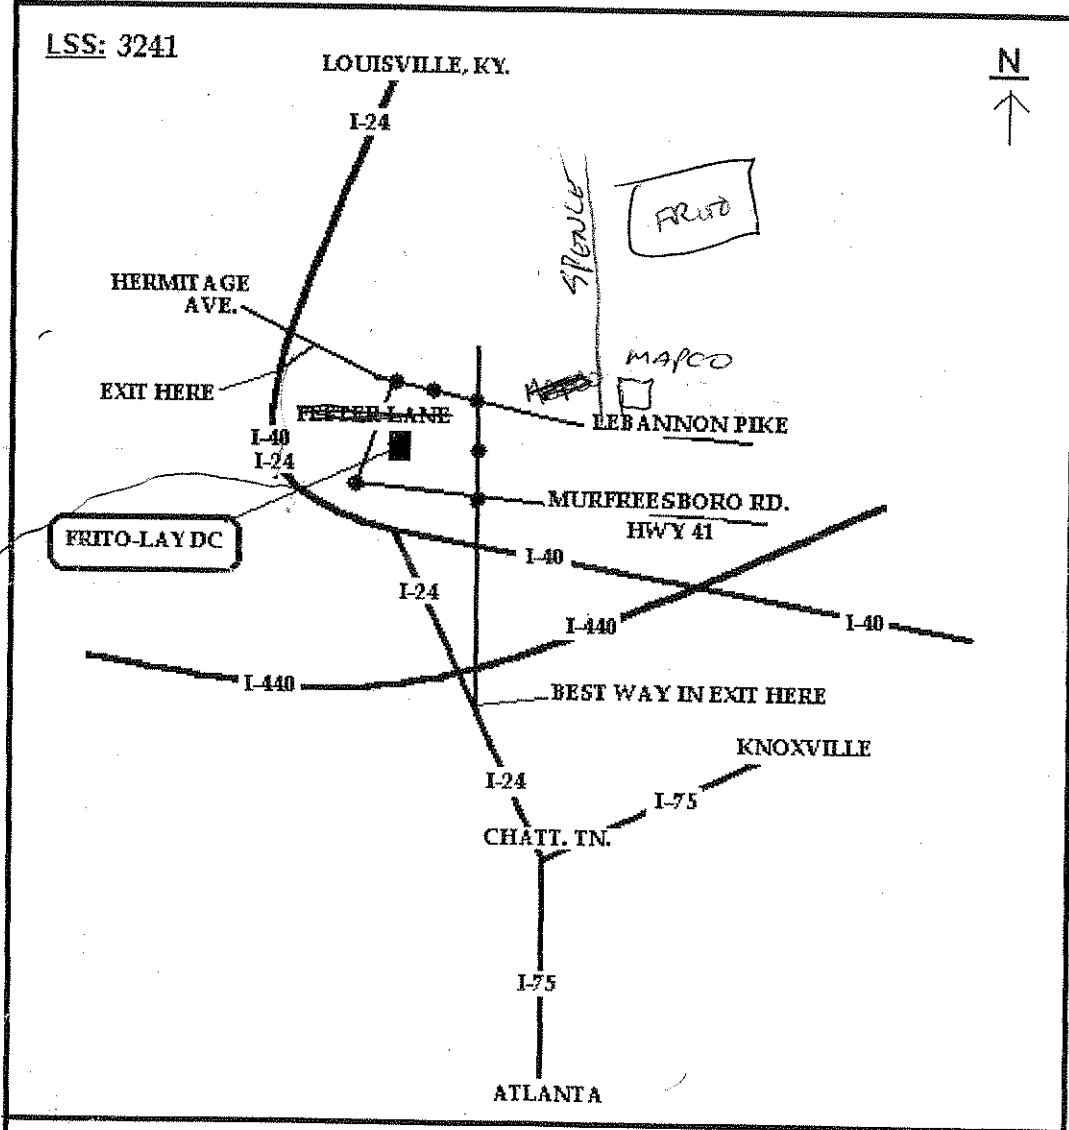 LSS: 3241
N
LOUISVILLE, KY.
I-24
SPENCE
FRITO
HERMITAGE
AVE.
EXIT HERE
MAPCO
LEBANNON PIKE
I-40
I-24
MURFREESBORO RD.
HWY 41
FRITO-LAY DC
I-40
I-24
I-440
I-40
I-440
BEST WAY IN EXIT HERE
KNOXVILLE
I-24
I-75
CHATT. TN.
I-75
ATLANTA